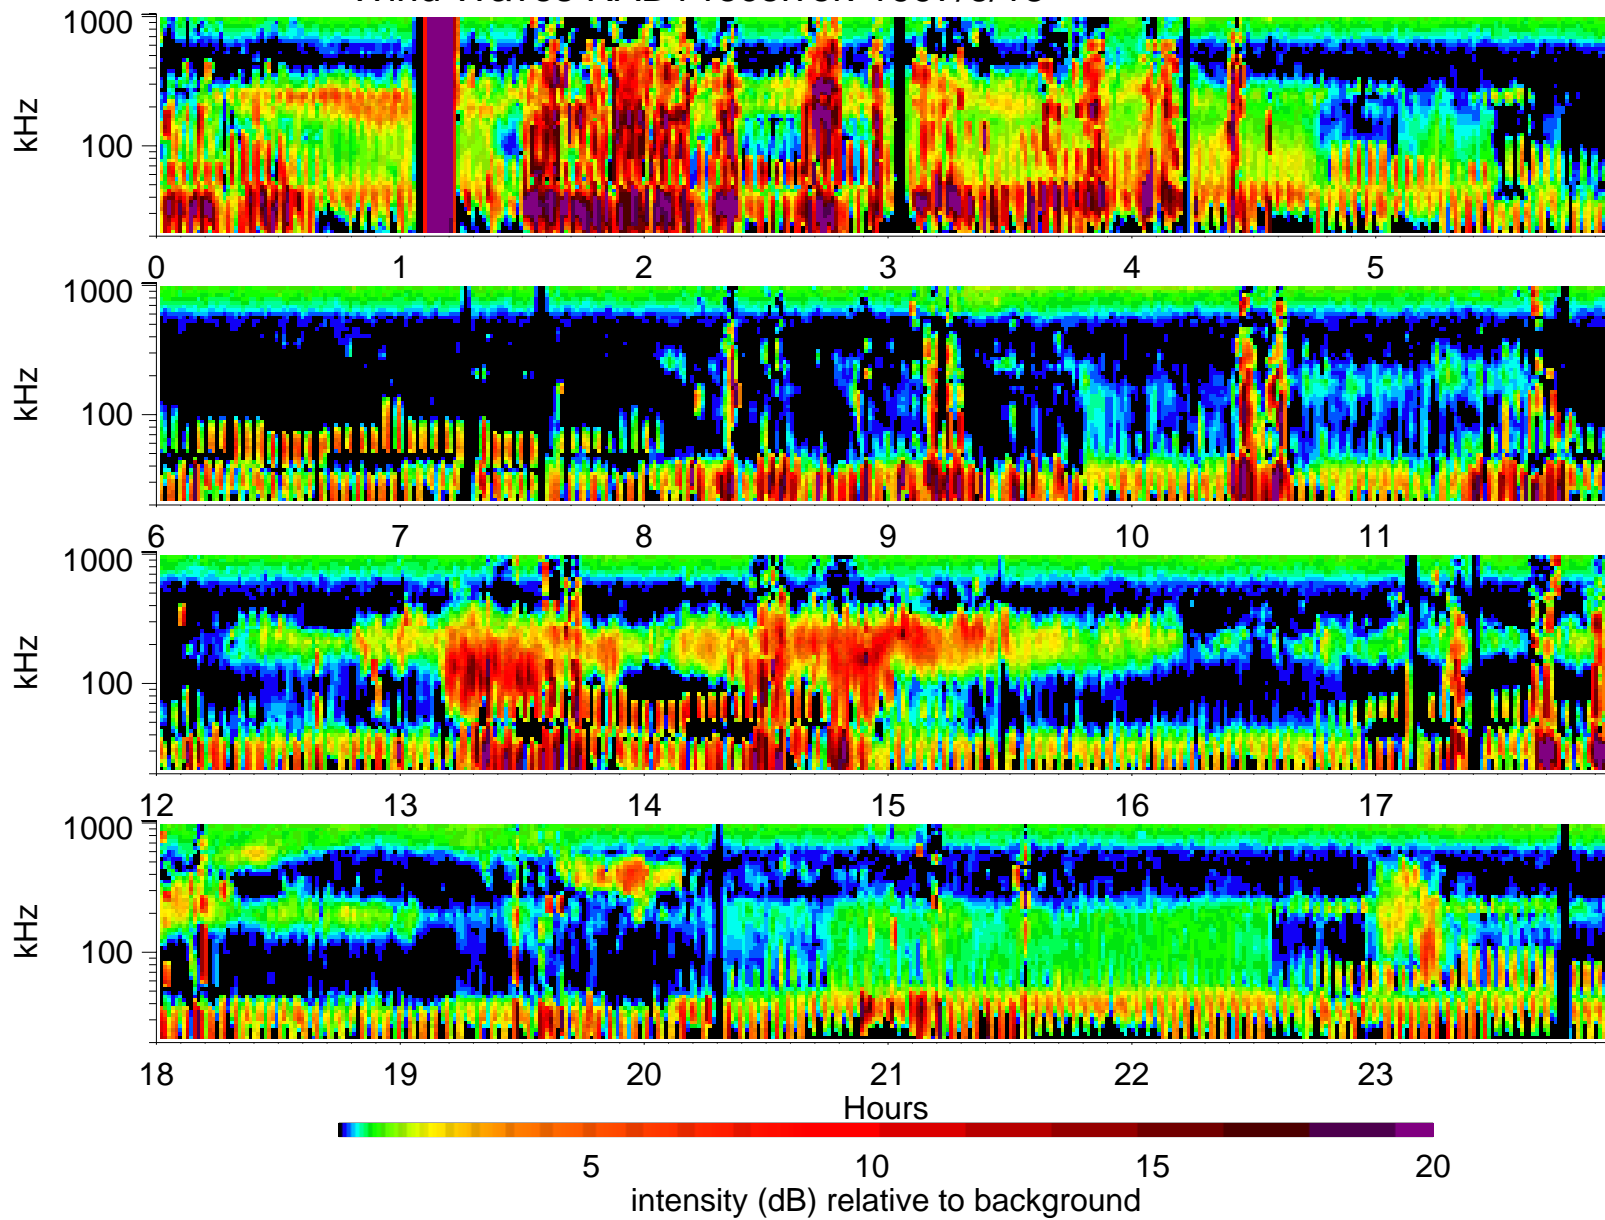 kHz 1000 100
0 1 2 3 4 5
kHz 1000 100
6 7 8 9 10 11
kHz 1000 100
12 13 14 15 16 17
kHz 1000 100
18 19 20 21 22 23
Hours
5 10 15 20
intensity (dB) relative to background